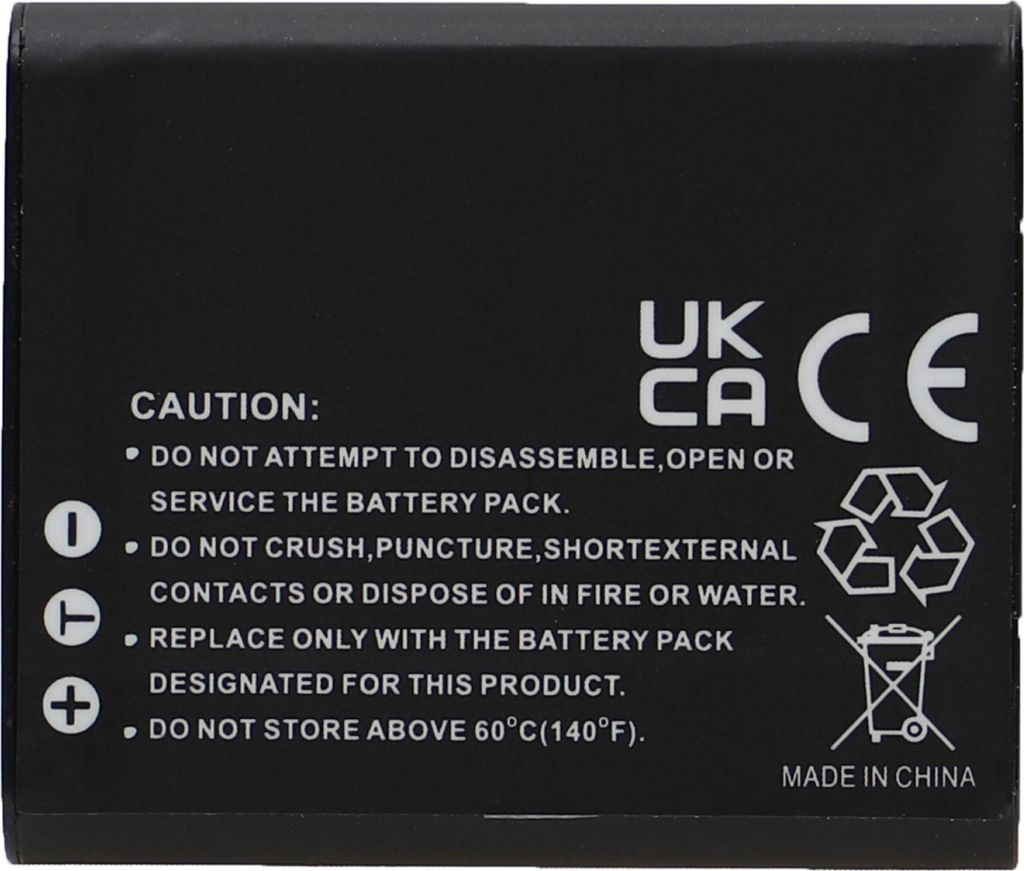 UK
CA
CE
CAUTION:
• DO NOT ATTEMPT TO DISASSEMBLE,OPEN OR
SERVICE THE BATTERY PACK.
• DO NOT CRUSH,PUNCTURE,SHORTEXTERNAL
CONTACTS OR DISPOSE OF IN FIRE OR WATER.
• REPLACE ONLY WITH THE BATTERY PACK
DESIGNATED FOR THIS PRODUCT.
• DO NOT STORE ABOVE 60°C(140°F).
−
T
+
MADE IN CHINA